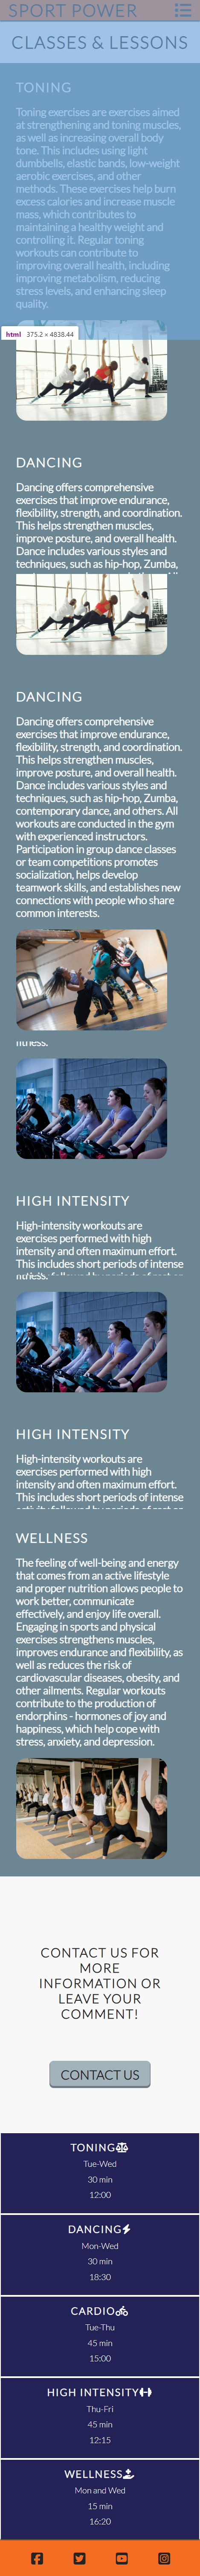 SPORT POWER
CLASSES & LESSONS
TONING
Toning exercises are exercises aimed
at strengthening and toning muscles,
as well as increasing overall body
tone. This includes using light
dumbbells, elastic bands, low-weight
aerobic exercises, and other
methods. These exercises help burn
excess calories and increase muscle
mass, which contributes to
maintaining a healthy weight and
controlling it. Regular toning
workouts can contribute to
improving overall health, including
improving metabolism, reducing
stress levels, and enhancing sleep
quality.
html 375.2 × 4838.44
DANCING
Dancing offers comprehensive
exercises that improve endurance,
flexibility, strength, and coordination.
This helps strengthen muscles,
improve posture, and overall health.
Dance includes various styles and
techniques, such as hip-hop, Zumba,
DANCING
Dancing offers comprehensive
exercises that improve endurance,
flexibility, strength, and coordination.
This helps strengthen muscles,
improve posture, and overall health.
Dance includes various styles and
techniques, such as hip-hop, Zumba,
contemporary dance, and others. All
workouts are conducted in the gym
with experienced instructors.
Participation in group dance classes
or team competitions promotes
socialization, helps develop
teamwork skills, and establishes new
connections with people who share
common interests.
fitness.
HIGH INTENSITY
High-intensity workouts are
exercises performed with high
intensity and often maximum effort.
This includes short periods of intense
HIGH INTENSITY
High-intensity workouts are
exercises performed with high
intensity and often maximum effort.
This includes short periods of intense
WELLNESS
The feeling of well-being and energy
that comes from an active lifestyle
and proper nutrition allows people to
work better, communicate
effectively, and enjoy life overall.
Engaging in sports and physical
exercises strengthens muscles,
improves endurance and flexibility, as
well as reduces the risk of
cardiovascular diseases, obesity, and
other ailments. Regular workouts
contribute to the production of
endorphins - hormones of joy and
happiness, which help cope with
stress, anxiety, and depression.
CONTACT US FOR
MORE
INFORMATION OR
LEAVE YOUR
COMMENT!
CONTACT US
TONING
Tue-Wed
30 min
12:00
DANCING
Mon-Wed
30 min
18:30
CARDIO
Tue-Thu
45 min
15:00
HIGH INTENSITY
Thu-Fri
45 min
12:15
WELLNESS
Mon and Wed
15 min
16:20